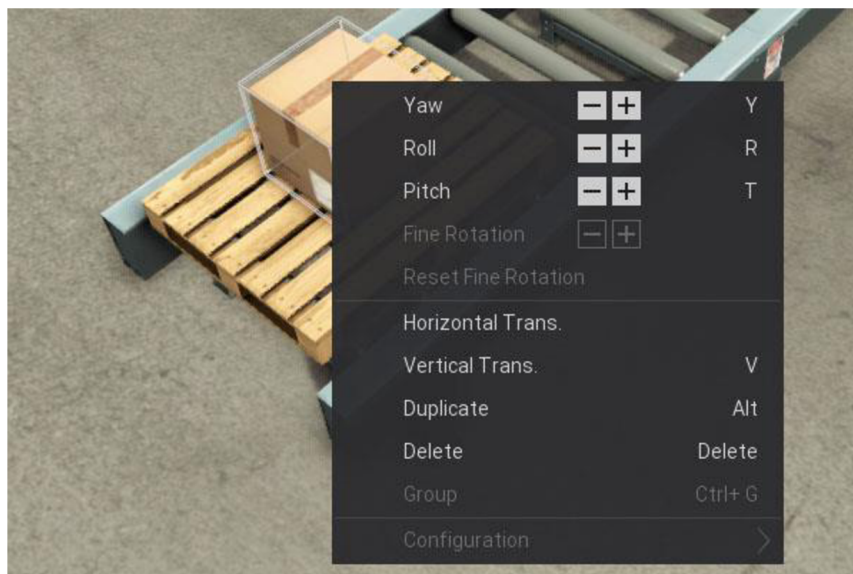 Yaw - + Y
Roll - + R
Pitch - + T
Fine Rotation - +
Reset Fine Rotation
Horizontal Trans.
Vertical Trans. V
Duplicate Alt
Delete Delete
Group Ctrl+ G
Configuration >